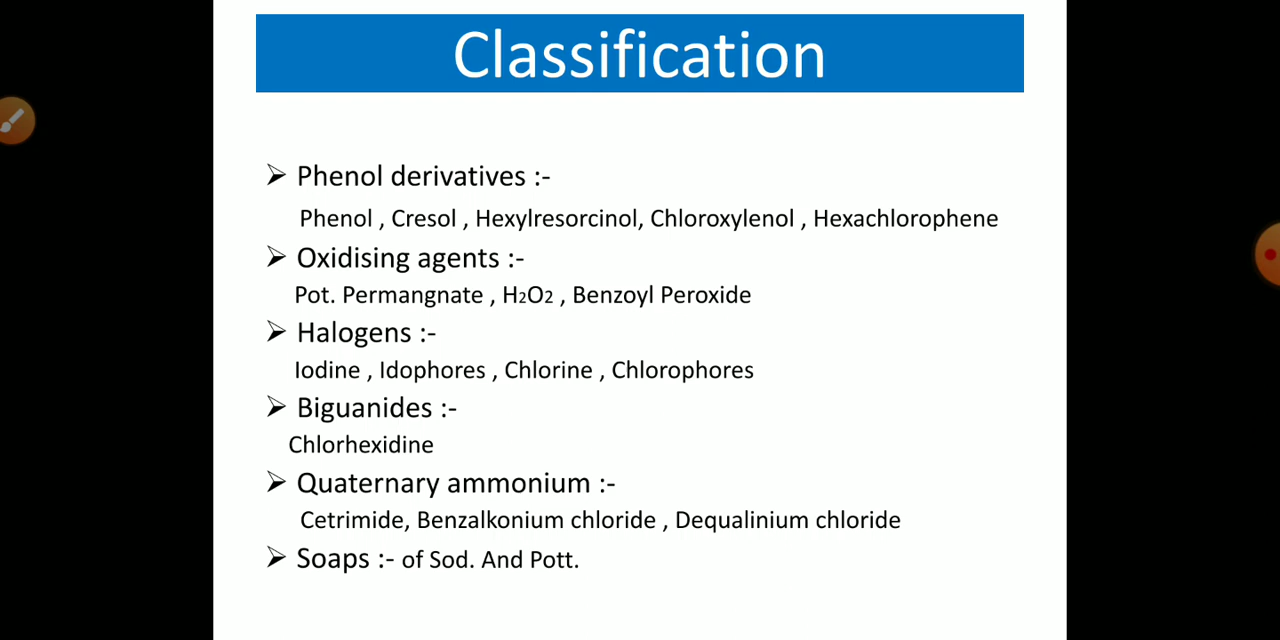 Classification
➢ Phenol derivatives :-
Phenol , Cresol , Hexylresorcinol, Chloroxylenol , Hexachlorophene
➢ Oxidising agents :-
Pot. Permangnate , H₂O₂ , Benzoyl Peroxide
➢ Halogens :-
Iodine , Idophores , Chlorine , Chlorophores
➢ Biguanides :-
Chlorhexidine
➢ Quaternary ammonium :-
Cetrimide, Benzalkonium chloride , Dequalinium chloride
➢ Soaps :- of Sod. And Pott.